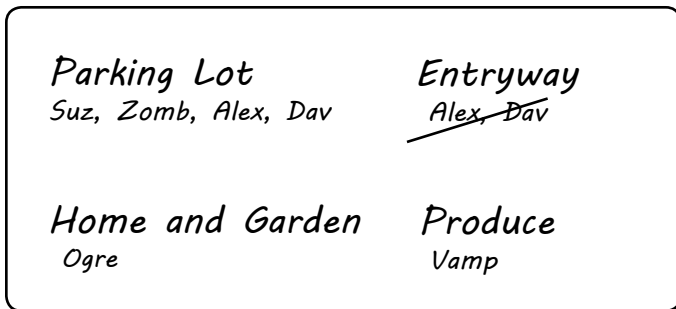 Parking Lot
Suz, Zomb, Alex, Dav
Entryway
Alex, Dav
Home and Garden
Ogre
Produce
Vamp